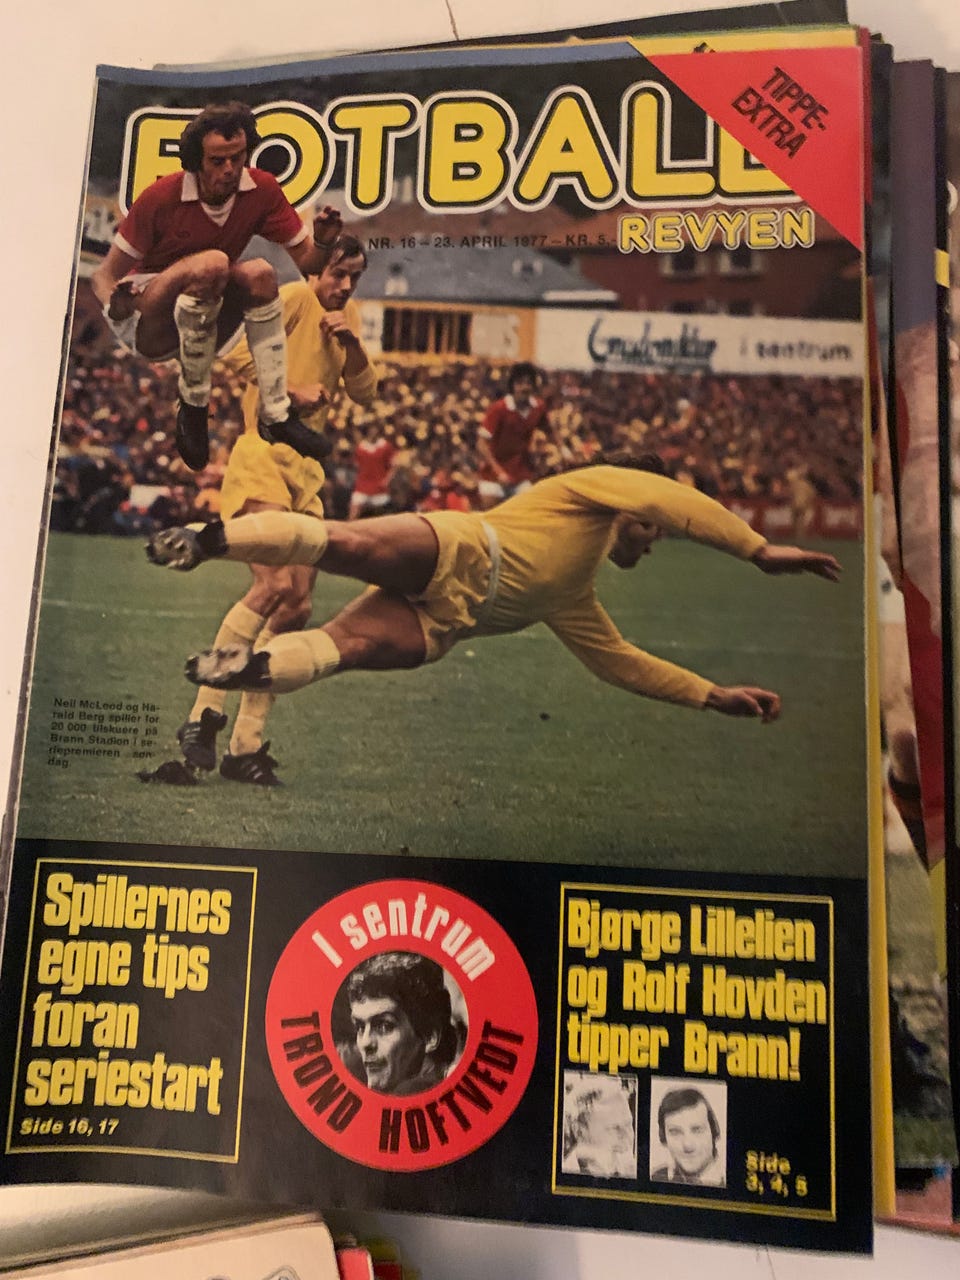 FOTBALL
TIPPE-
EXTRA
REVYEN
NR. 16 – 23. APRIL 1977 – KR. 5,-
i sentrum
Neil McLeod og Ha-
rald Berg spiller for
20 000 tilskuere på
Brann Stadion i se-
riepremieren søn-
dag.
Spillernes
egne tips
foran
seriestart
Side 16, 17
I sentrum
TROND HOFTVEDT
Bjørge Lillelien
og Rolf Hovden
tipper Brann!
Side
3, 4, 5